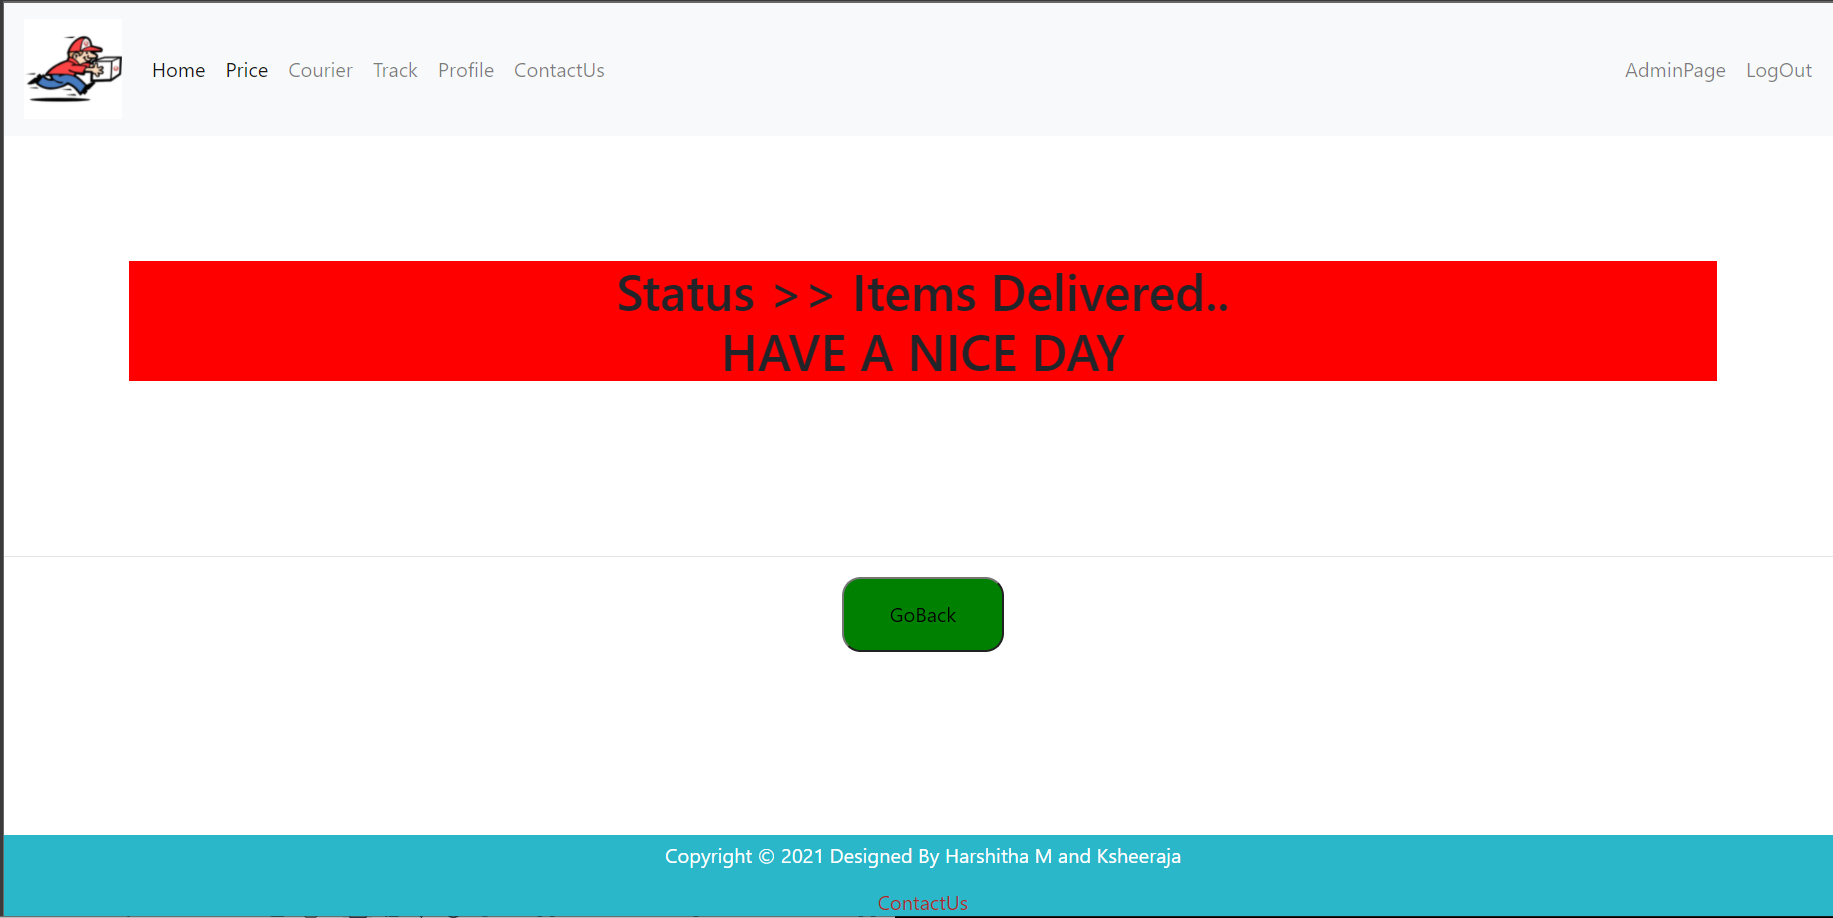 Home Price Courier Track Profile ContactUs AdminPage LogOut
Status >> Items Delivered..
HAVE A NICE DAY
GoBack
Copyright © 2021 Designed By Harshitha M and Ksheeraja
ContactUs